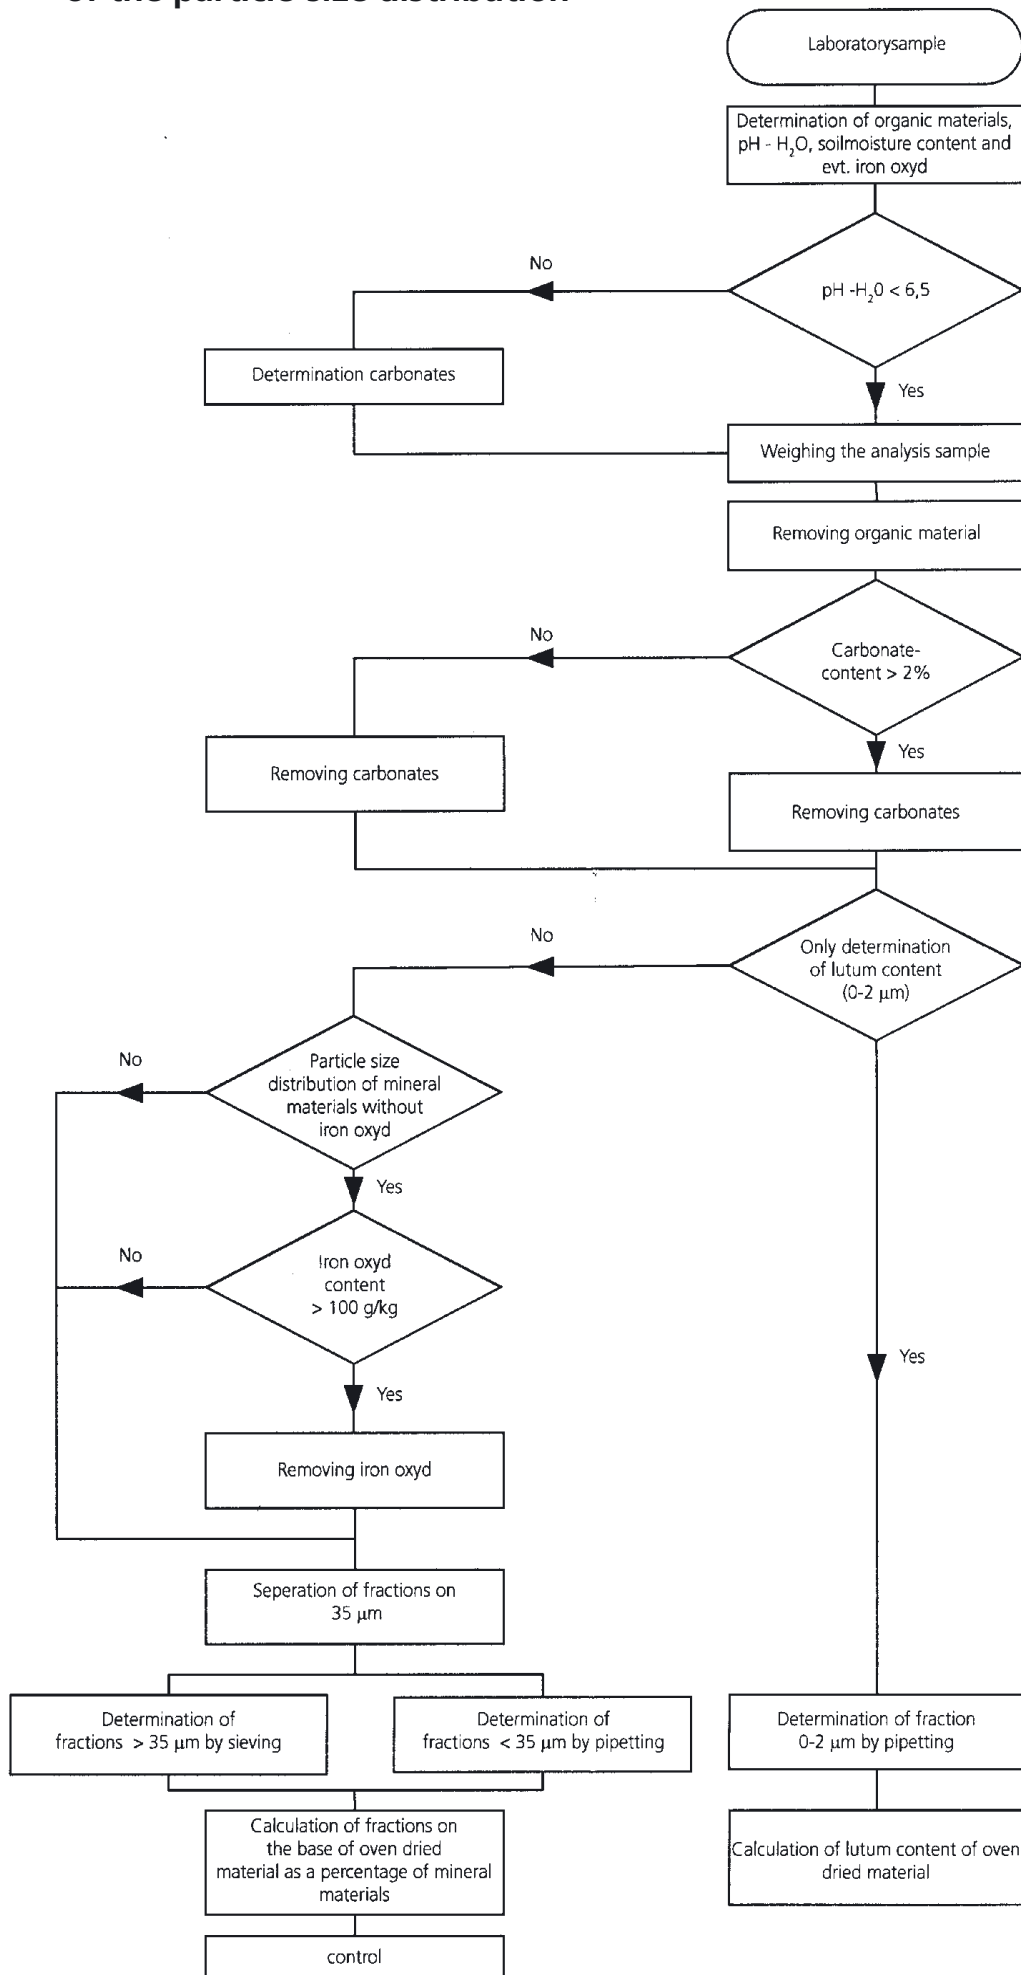 of the particle size distribution
Laboratorysample
Determination of organic materials,
pH - H₂O, soilmoisture content and
evt. iron oxyd
No
pH -H₂0 < 6,5
Determination carbonates
Yes
Weighing the analysis sample
Removing organic material
No
Carbonate-
content > 2%
Yes
Removing carbonates
Removing carbonates
No
Only determination
of lutum content
(0-2 µm)
No
Particle size
distribution of mineral
materials without
iron oxyd
Yes
No
Iron oxyd
content
> 100 g/kg
Yes
Yes
Removing iron oxyd
Seperation of fractions on
35 µm
Determination of
fractions > 35 µm by sieving
Determination of
fractions < 35 µm by pipetting
Determination of fraction
0-2 µm by pipetting
Calculation of fractions on
the base of oven dried
material as a percentage of mineral
materials
Calculation of lutum content of oven
dried material
control